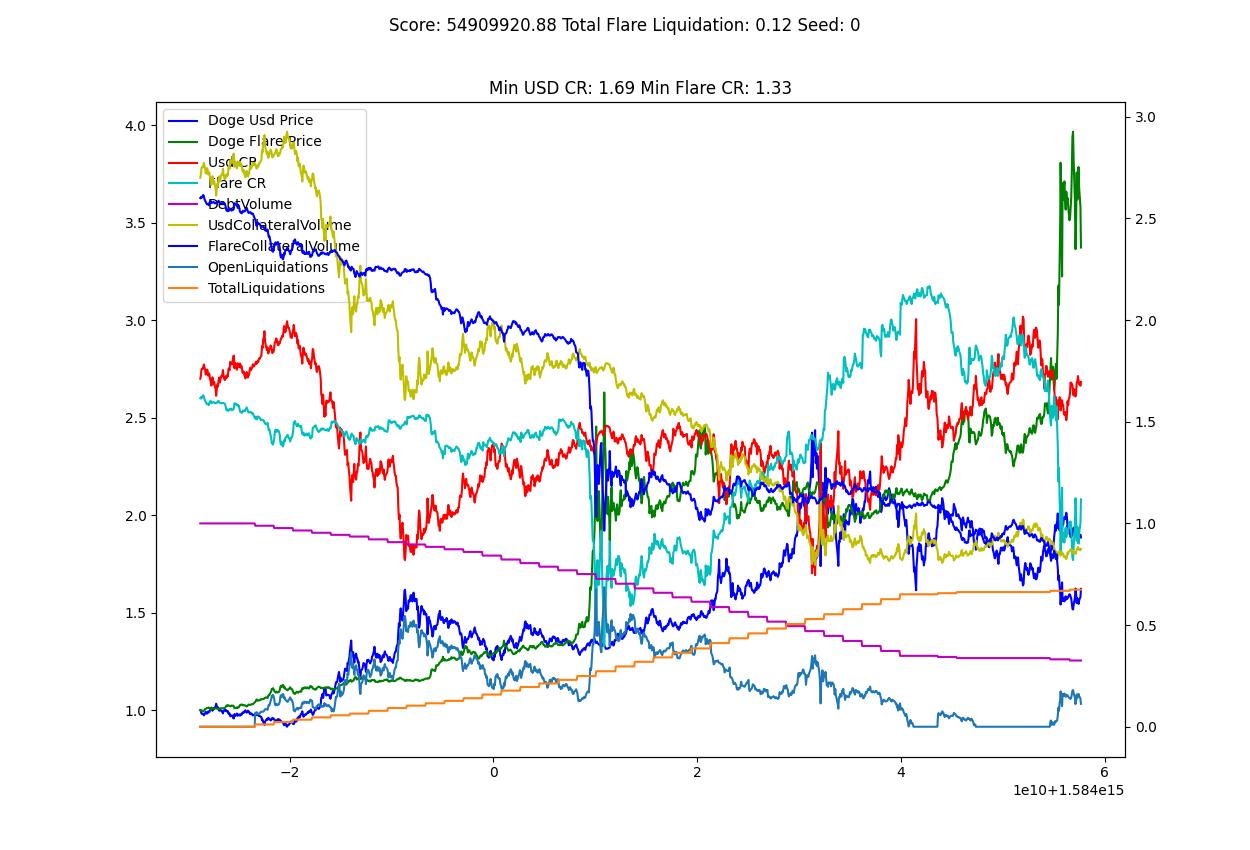 Score: 54909920.88 Total Flare Liquidation: 0.12 Seed: 0
Min USD CR: 1.69 Min Flare CR: 1.33
Doge Usd Price
Doge Flare Price
Usd CR
Flare CR
DebtVolume
UsdCollateralVolume
FlareCollateralVolume
OpenLiquidations
TotalLiquidations
4.0
3.5
3.0
2.5
2.0
1.5
1.0
3.0
2.5
2.0
1.5
1.0
0.5
0.0
−2
0
2
4
6
1e10+1.584e15